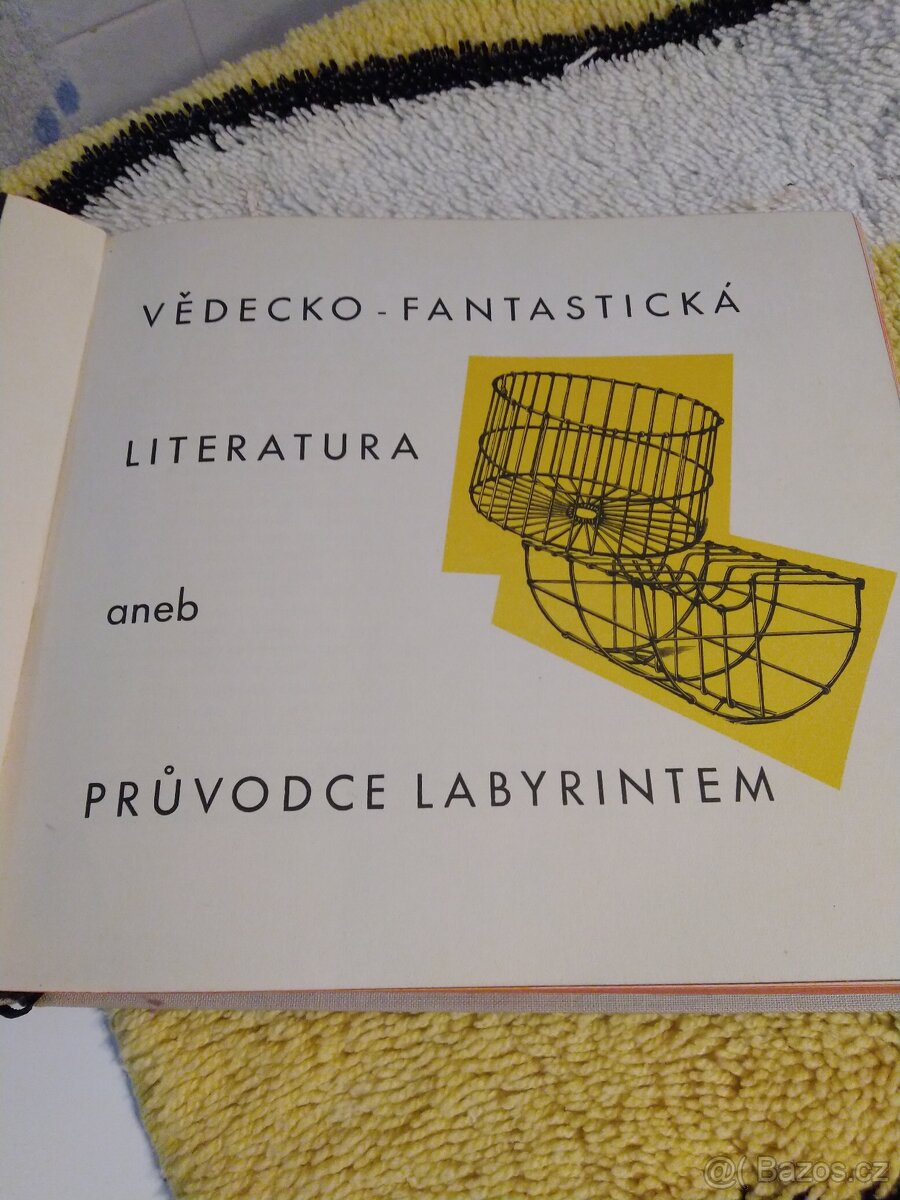 VĚDECKO - FANTASTICKÁ
LITERATURA
aneb
PRŮVODCE LABYRINTEM
@( Bazos.cz